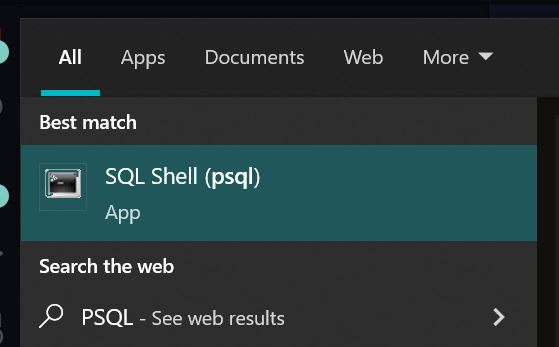 All Apps Documents Web More
Best match
SQL Shell (psql)
App
Search the web
PSQL - See web results